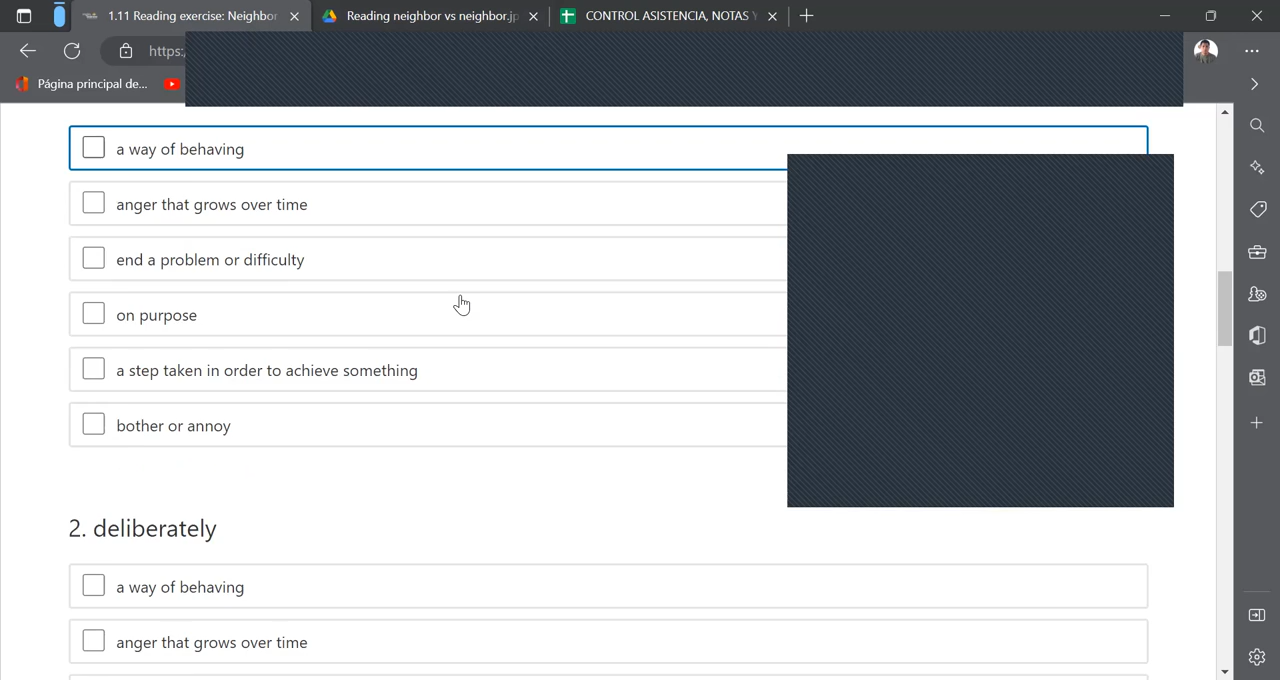 1.11 Reading exercise: Neighbor
Reading neighbor vs neighbor.jp
CONTROL ASISTENCIA, NOTAS Y
https:
Página principal de...
a way of behaving
anger that grows over time
end a problem or difficulty
on purpose
a step taken in order to achieve something
bother or annoy
2. deliberately
a way of behaving
anger that grows over time